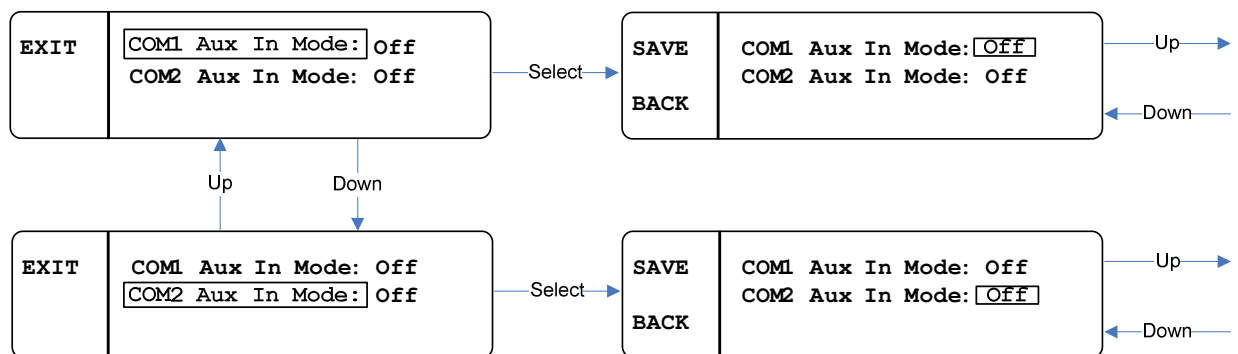 EXIT
COM1 Aux In Mode: Off
COM2 Aux In Mode: Off
Select
SAVE
BACK
COM1 Aux In Mode: Off
COM2 Aux In Mode: Off
Up
Down
Up
Down
EXIT
COM1 Aux In Mode: Off
COM2 Aux In Mode: Off
Select
SAVE
BACK
COM1 Aux In Mode: Off
COM2 Aux In Mode: Off
Up
Down